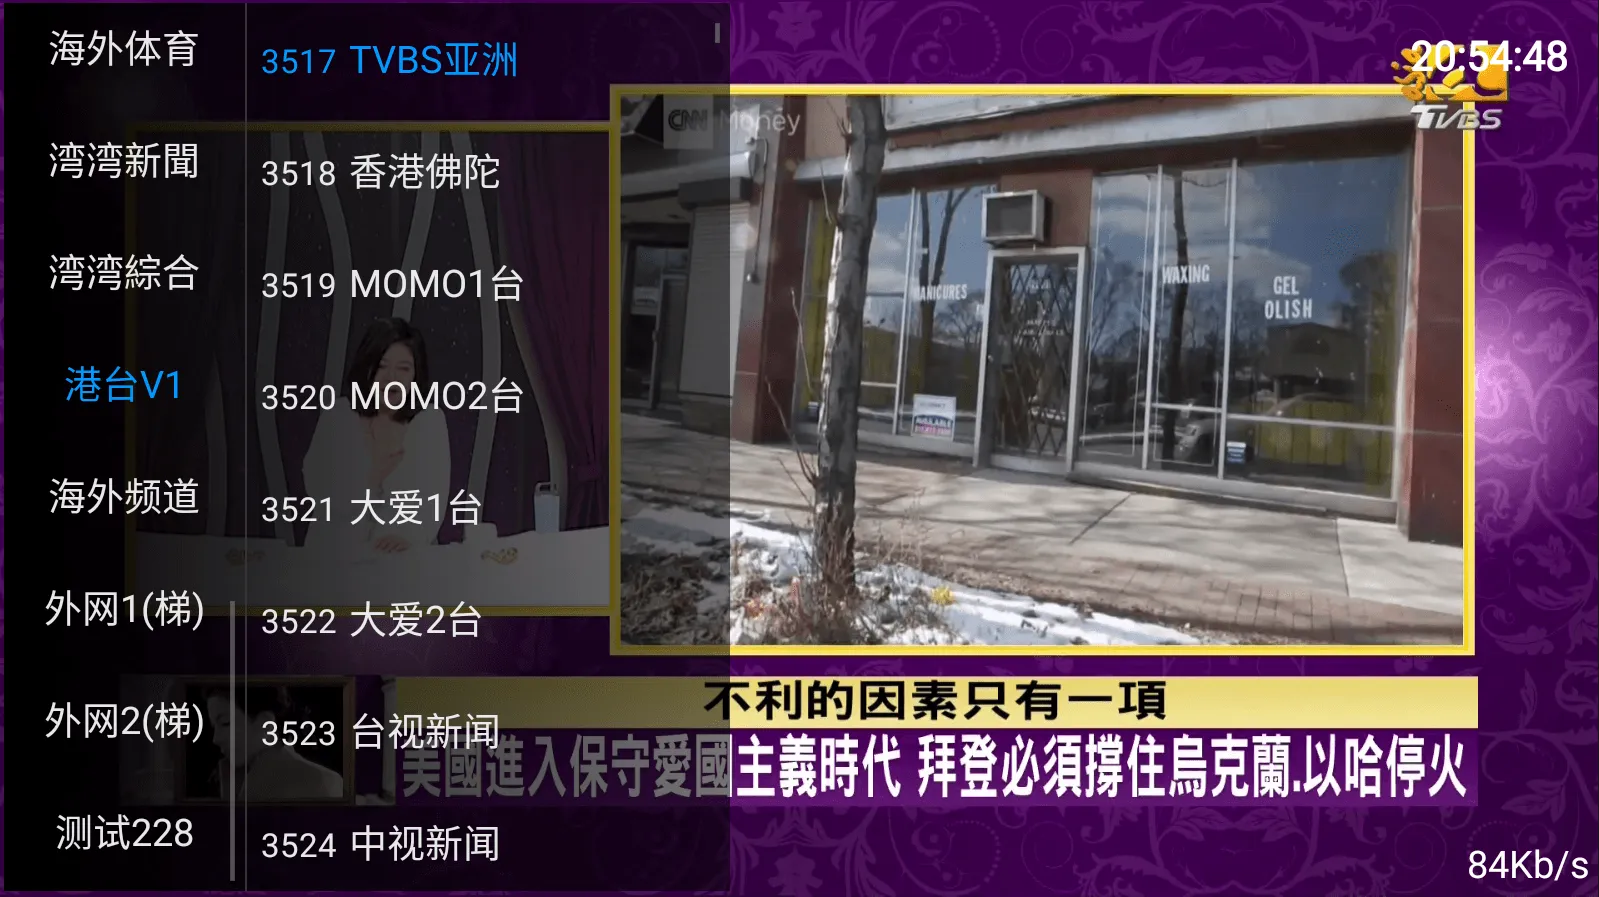 海外体育
湾湾新聞
湾湾綜合
港台V1
海外频道
外网1(梯)
外网2(梯)
测试228
3517 TVBS亚洲
3518 香港佛陀
3519 MOMO1台
3520 MOMO2台
3521 大爱1台
3522 大爱2台
3523 台视新闻
3524 中视新闻
20:54:48
TVBS
CNN Money
MANICURES
WAXING
GEL
OLISH
AVAILABLE
不利的因素只有一項
美國進入保守愛國主義時代 拜登必須撐住烏克蘭.以哈停火
84Kb/s